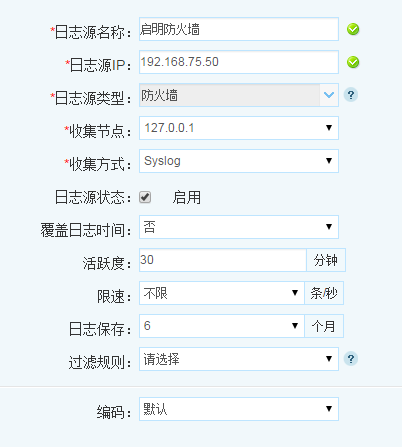 *日志源名称： 启明防火墙
*日志源IP： 192.168.75.50
*日志源类型： 防火墙 ?
*收集节点： 127.0.0.1
*收集方式： Syslog
日志源状态： 启用
覆盖日志时间： 否
活跃度： 30 分钟
限速： 不限 条/秒
日志保存： 6 个月
过滤规则： 请选择 ?
编码： 默认